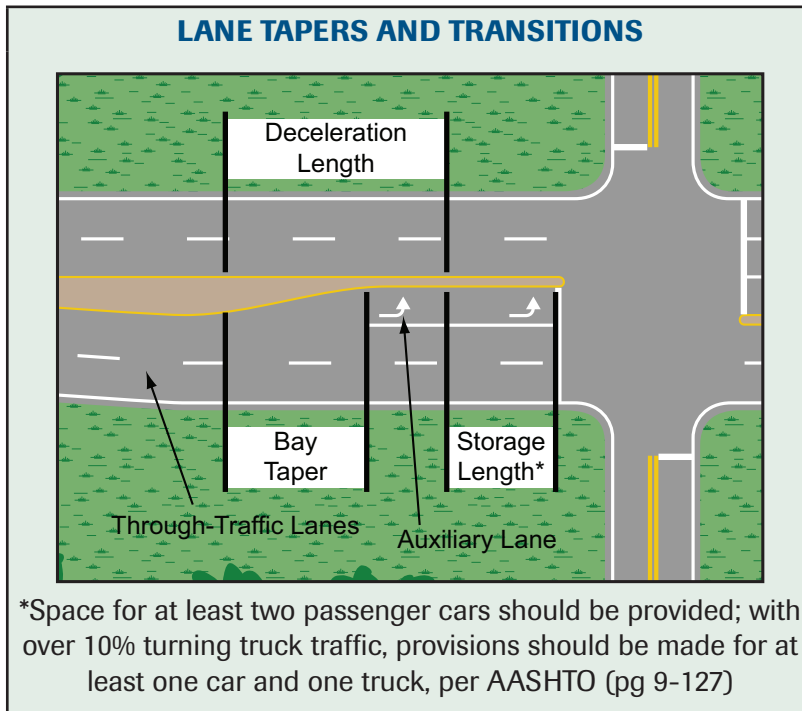 LANE TAPERS AND TRANSITIONS
Deceleration
Length
Bay
Taper
Storage
Length*
Through-Traffic Lanes
Auxiliary Lane
*Space for at least two passenger cars should be provided; with
over 10% turning truck traffic, provisions should be made for at
least one car and one truck, per AASHTO (pg 9-127)